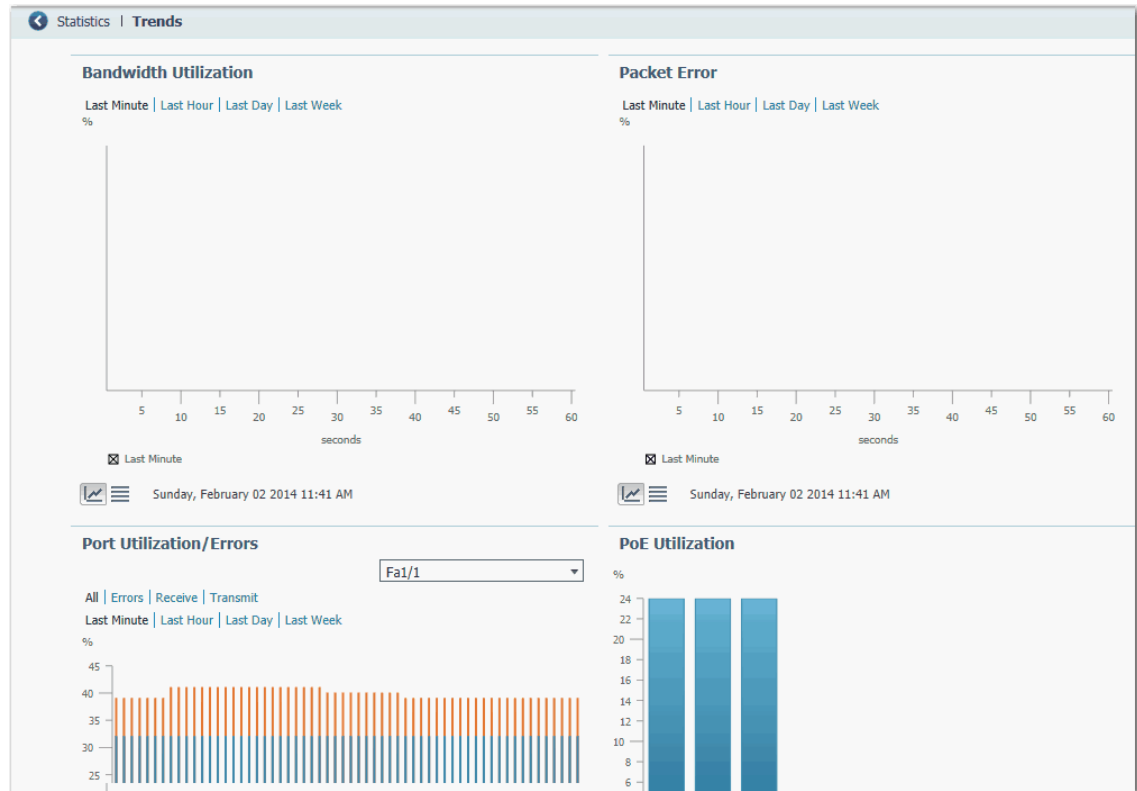 Statistics | Trends
Bandwidth Utilization
Last Minute | Last Hour | Last Day | Last Week
%
5 10 15 20 25 30 35 40 45 50 55 60
seconds
Last Minute
Sunday, February 02 2014 11:41 AM
Packet Error
Last Minute | Last Hour | Last Day | Last Week
%
5 10 15 20 25 30 35 40 45 50 55 60
seconds
Last Minute
Sunday, February 02 2014 11:41 AM
Port Utilization/Errors
Fa1/1
All | Errors | Receive | Transmit
Last Minute | Last Hour | Last Day | Last Week
%
45
40
35
30
25
PoE Utilization
%
24
22
20
18
16
14
12
10
8
6